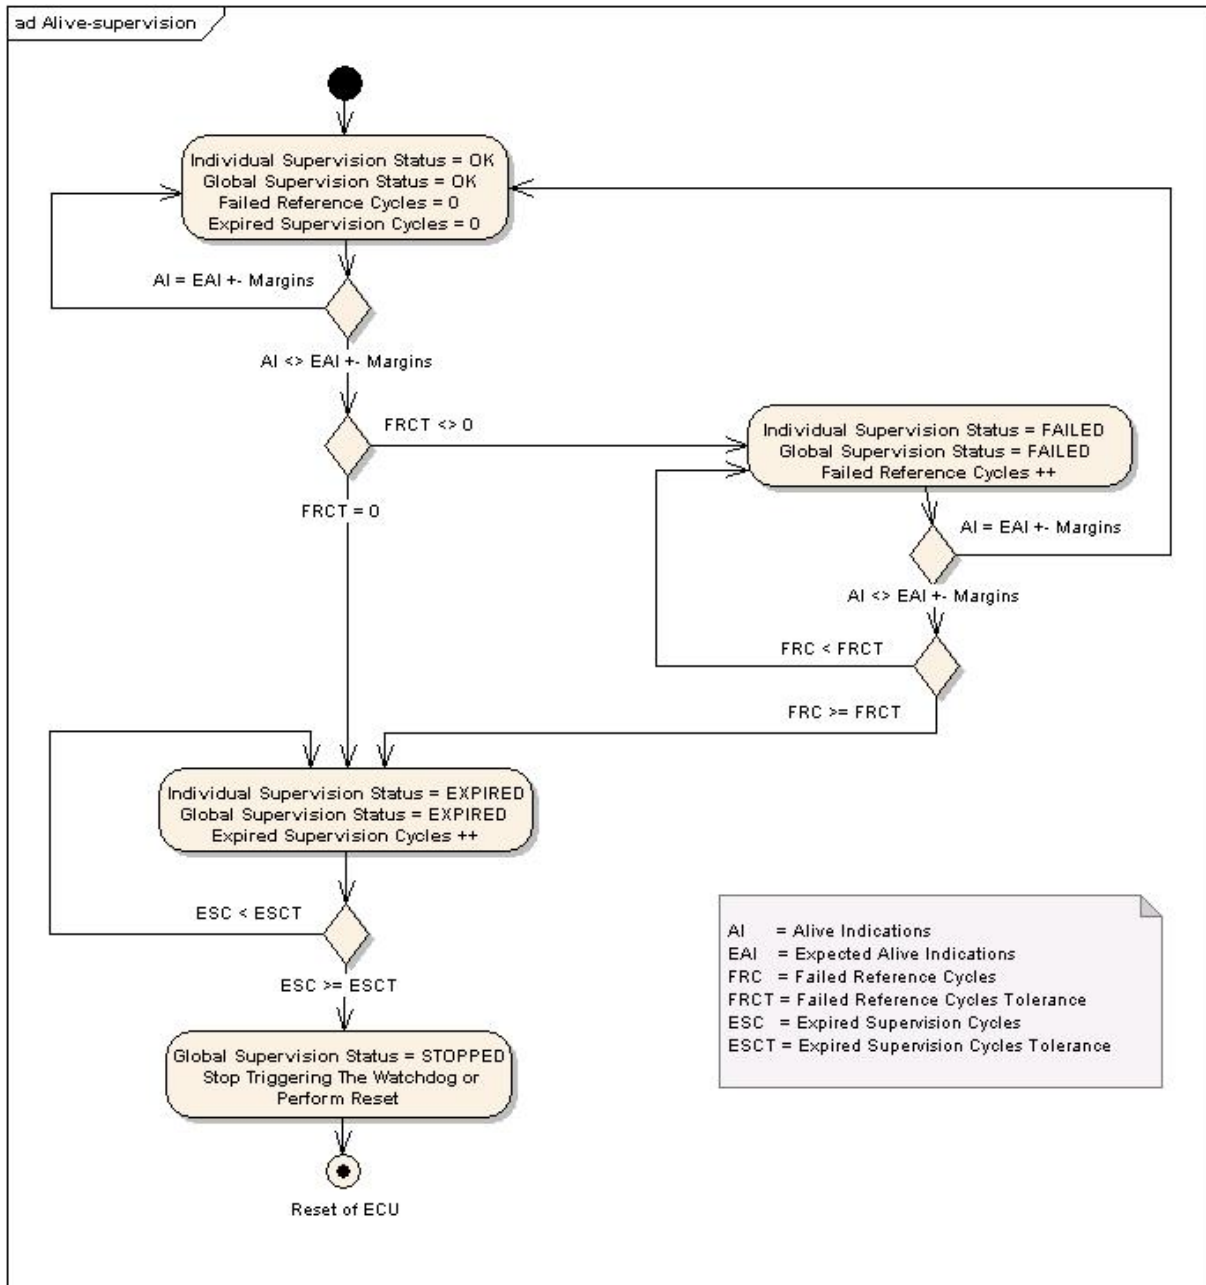 ad Alive-supervision
Individual Supervision Status = OK
Global Supervision Status = OK
Failed Reference Cycles = 0
Expired Supervision Cycles = 0
AI = EAI +- Margins
AI <> EAI +- Margins
FRCT <> 0
FRCT = 0
Individual Supervision Status = FAILED
Global Supervision Status = FAILED
Failed Reference Cycles ++
AI = EAI +- Margins
AI <> EAI +- Margins
FRC < FRCT
FRC >= FRCT
Individual Supervision Status = EXPIRED
Global Supervision Status = EXPIRED
Expired Supervision Cycles ++
ESC < ESCT
ESC >= ESCT
Global Supervision Status = STOPPED
Stop Triggering The Watchdog or
Perform Reset
Reset of ECU
AI = Alive Indications
EAI = Expected Alive Indications
FRC = Failed Reference Cycles
FRCT = Failed Reference Cycles Tolerance
ESC = Expired Supervision Cycles
ESCT = Expired Supervision Cycles Tolerance